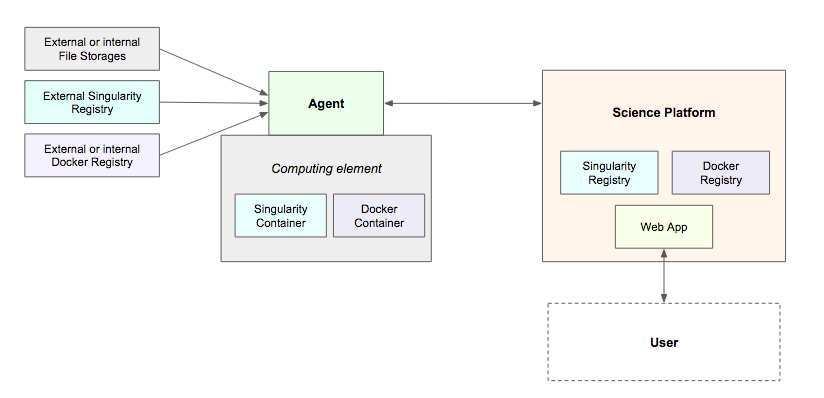 External or internal
File Storages
External Singularity
Registry
External or internal
Docker Registry
Agent
Computing element
Singularity
Container
Docker
Container
Science Platform
Singularity
Registry
Docker
Registry
Web App
User